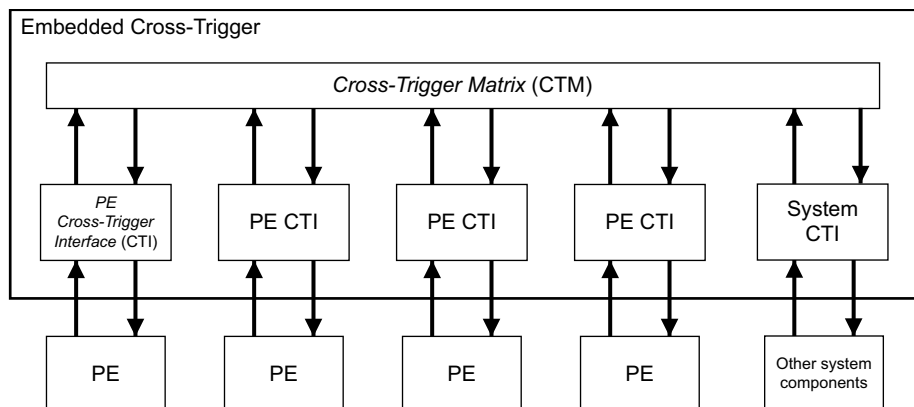 Embedded Cross-Trigger
Cross-Trigger Matrix (CTM)
PE
Cross-Trigger
Interface (CTI)
PE CTI
PE CTI
PE CTI
System
CTI
PE
PE
PE
PE
Other system
components